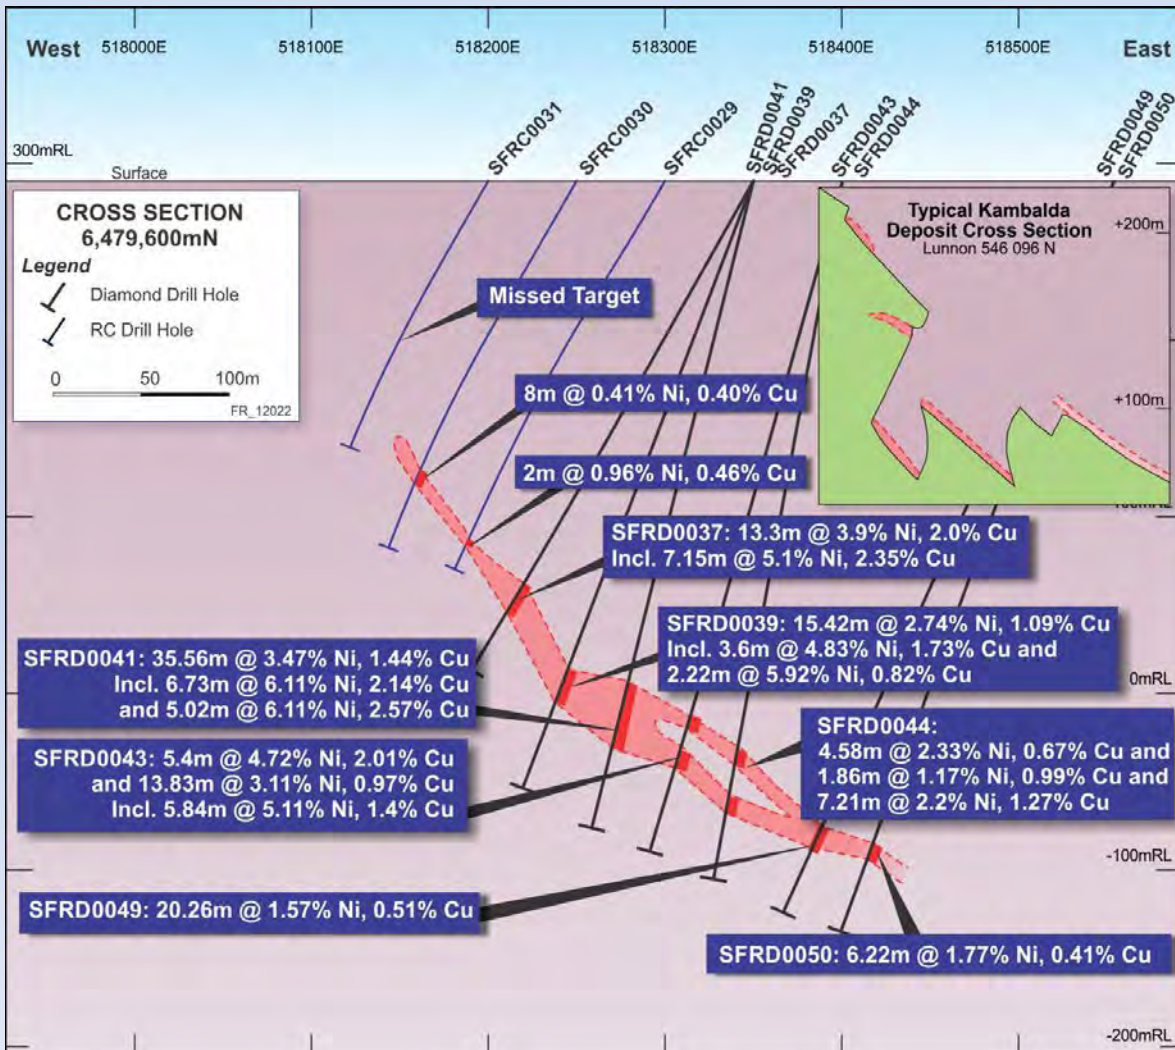 West
518000E
518100E
518200E
518300E
518400E
518500E
East
SFRC0031
SFRC0030
SFRC0029
SFRD0041
SFRD0039
SFRD0037
SFRD0043
SFRD0044
SFRD0049
SFRD0050
300mRL
Surface
CROSS SECTION
6,479,600mN
Legend
Diamond Drill Hole
RC Drill Hole
0 50 100m
FR_12022
Typical Kambalda
Deposit Cross Section
Lunnon 546 096 N
+200m
+100m
Missed Target
8m @ 0.41% Ni, 0.40% Cu
2m @ 0.96% Ni, 0.46% Cu
SFRD0037: 13.3m @ 3.9% Ni, 2.0% Cu
Incl. 7.15m @ 5.1% Ni, 2.35% Cu
SFRD0039: 15.42m @ 2.74% Ni, 1.09% Cu
Incl. 3.6m @ 4.83% Ni, 1.73% Cu and
2.22m @ 5.92% Ni, 0.82% Cu
SFRD0041: 35.56m @ 3.47% Ni, 1.44% Cu
Incl. 6.73m @ 6.11% Ni, 2.14% Cu
and 5.02m @ 6.11% Ni, 2.57% Cu
0mRL
SFRD0044:
4.58m @ 2.33% Ni, 0.67% Cu and
1.86m @ 1.17% Ni, 0.99% Cu and
7.21m @ 2.2% Ni, 1.27% Cu
SFRD0043: 5.4m @ 4.72% Ni, 2.01% Cu
and 13.83m @ 3.11% Ni, 0.97% Cu
Incl. 5.84m @ 5.11% Ni, 1.4% Cu
-100mRL
SFRD0049: 20.26m @ 1.57% Ni, 0.51% Cu
SFRD0050: 6.22m @ 1.77% Ni, 0.41% Cu
-200mRL